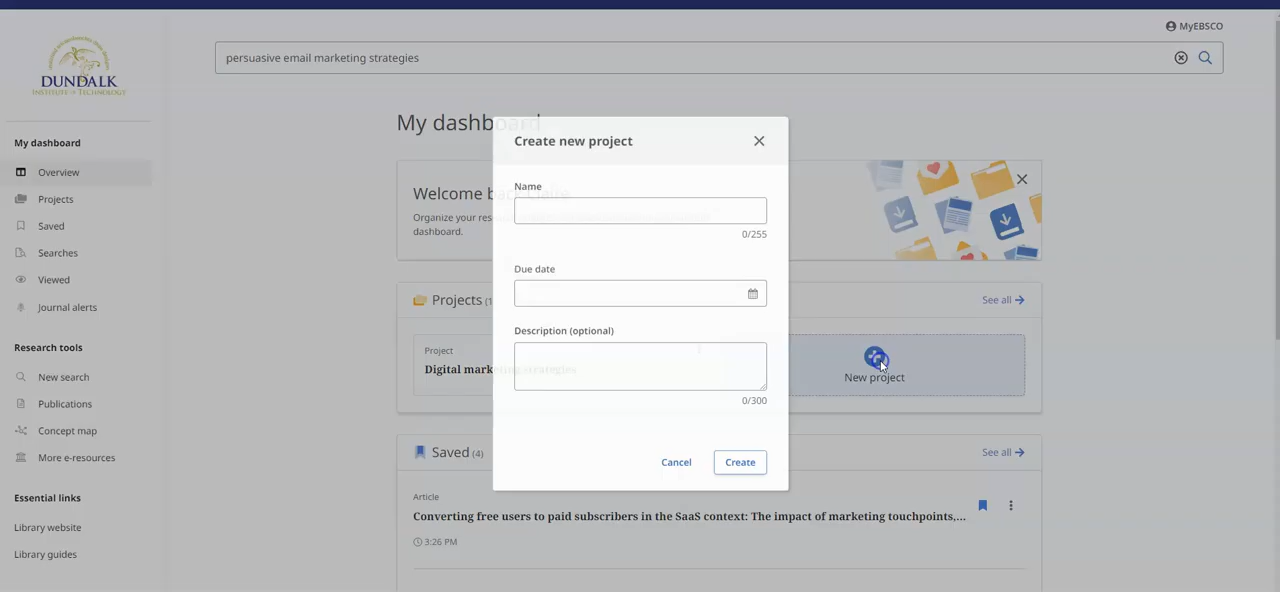 MyEBSCO
persuasive email marketing strategies
DUNDALK
INSTITUTE of TECHNOLOGY
My dashboard
Overview
Projects
Saved
Searches
Viewed
Journal alerts
Research tools
New search
Publications
Concept map
More e-resources
Essential links
Library website
Library guides
My dashboard
Welcome back Claire
Organize your
dashboard.
Projects (1
See all
Project
Digital marketing strategies
New project
Saved (4)
See all
Article
Converting free users to paid subscribers in the SaaS context: The impact of marketing touchpoints,...
3:26 PM
Create new project
Name
0/255
Due date
Description (optional)
0/300
Cancel
Create